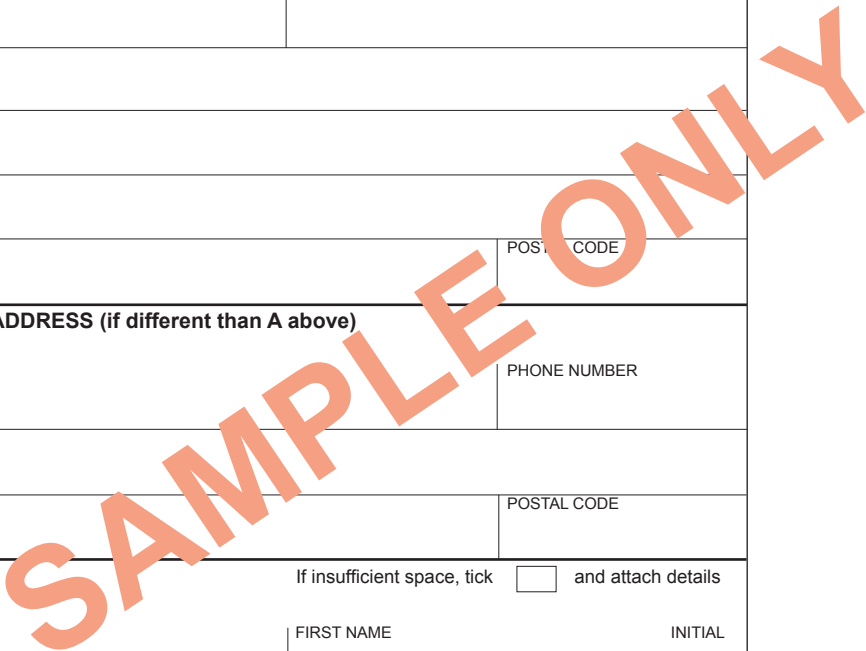 POSTAL CODE
ADDRESS (if different than A above)
PHONE NUMBER
POSTAL CODE
If insufficient space, tick and attach details
FIRST NAME INITIAL
SAMPLE ONLY